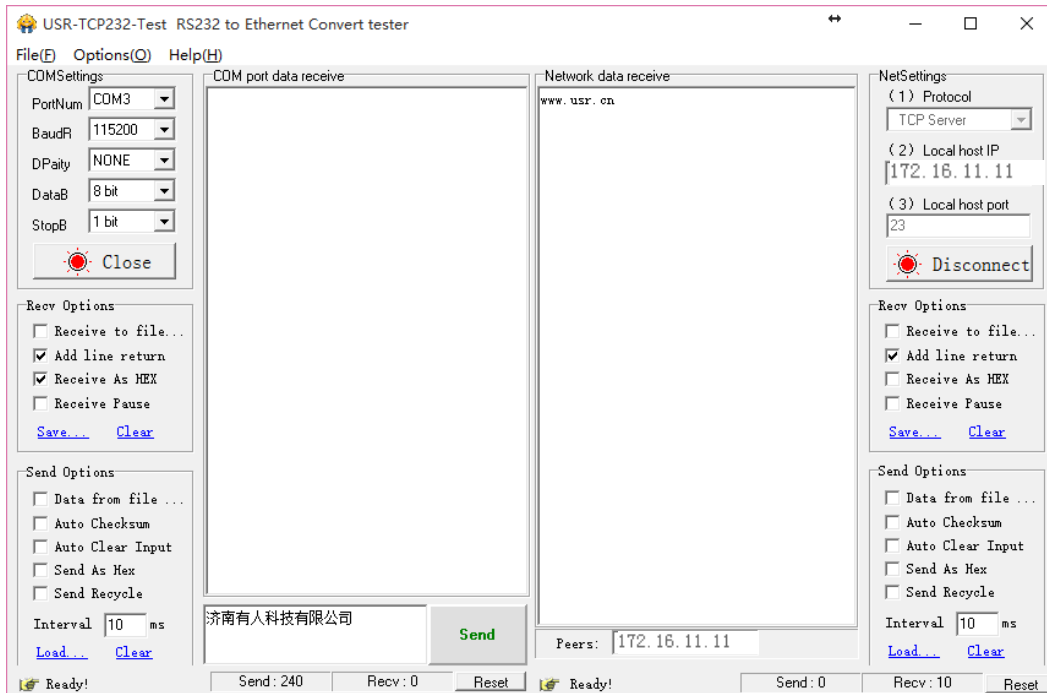 USR-TCP232-Test RS232 to Ethernet Convert tester
File(F) Options(O) Help(H)
COMSettings
PortNum COM3
BaudR 115200
DPaity NONE
DataB 8 bit
StopB 1 bit
Close
Recv Options
Receive to file...
Add line return
Receive As HEX
Receive Pause
Save... Clear
Send Options
Data from file ...
Auto Checksum
Auto Clear Input
Send As Hex
Send Recycle
Interval 10 ms
Load... Clear
COM port data receive
济南有人科技有限公司
Send
Network data receive
www.usr.cn
Peers: 172.16.11.11
NetSettings
(1) Protocol
TCP Server
(2) Local host IP
172.16.11.11
(3) Local host port
23
Disconnect
Recv Options
Receive to file...
Add line return
Receive As HEX
Receive Pause
Save... Clear
Send Options
Data from file ...
Auto Checksum
Auto Clear Input
Send As Hex
Send Recycle
Interval 10 ms
Load... Clear
Ready! Send : 240 Recv : 0 Reset
Ready! Send : 0 Recv : 10 Reset